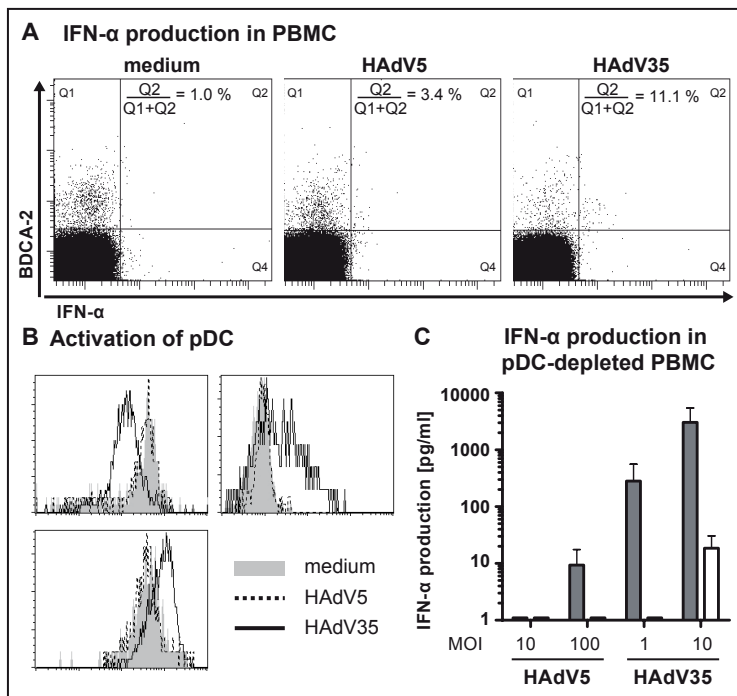 A IFN-α production in PBMC
medium
Q1
Q2
Q2
Q1+Q2
= 1.0 %
Q4
HAdV5
Q1
Q2
Q2
Q1+Q2
= 3.4 %
Q4
HAdV35
Q1
Q2
Q2
Q1+Q2
= 11.1 %
Q4
BDCA-2
IFN-α
B Activation of pDC
medium
HAdV5
HAdV35
C IFN-α production in
pDC-depleted PBMC
IFN-α production [pg/ml]
10000
1000
100
10
1
MOI 10 100 1 10
HAdV5 HAdV35